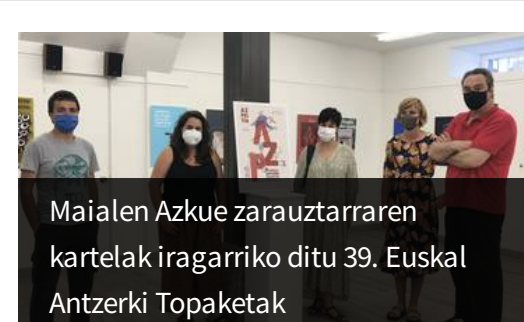 Maialen Azkue zarauztarraren
kartelak iragarriko ditu 39. Euskal
Antzerki Topaketak